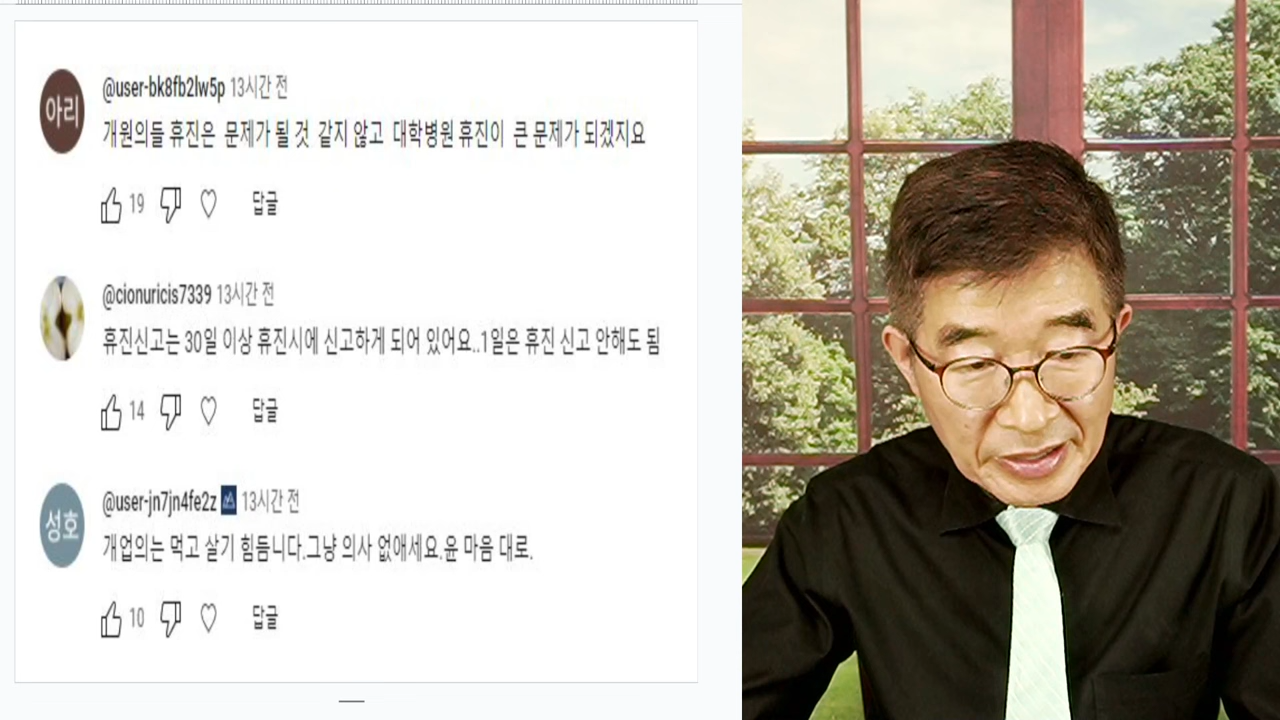 아리
@user-bk8fb2lw5p 13시간 전
개원의들 휴진은 문제가 될 것 같지 않고 대학병원 휴진이 큰 문제가 되겠지요
19 답글
@cionuricis7339 13시간 전
휴진신고는 30일 이상 휴진시에 신고하게 되어 있어요..1일은 휴진 신고 안해도 됨
14 답글
성호
@user-jn7jn4fe2z 13시간 전
개업의는 먹고 살기 힘듬니다.그냥 의사 없애세요.윤 마음 대로.
10 답글